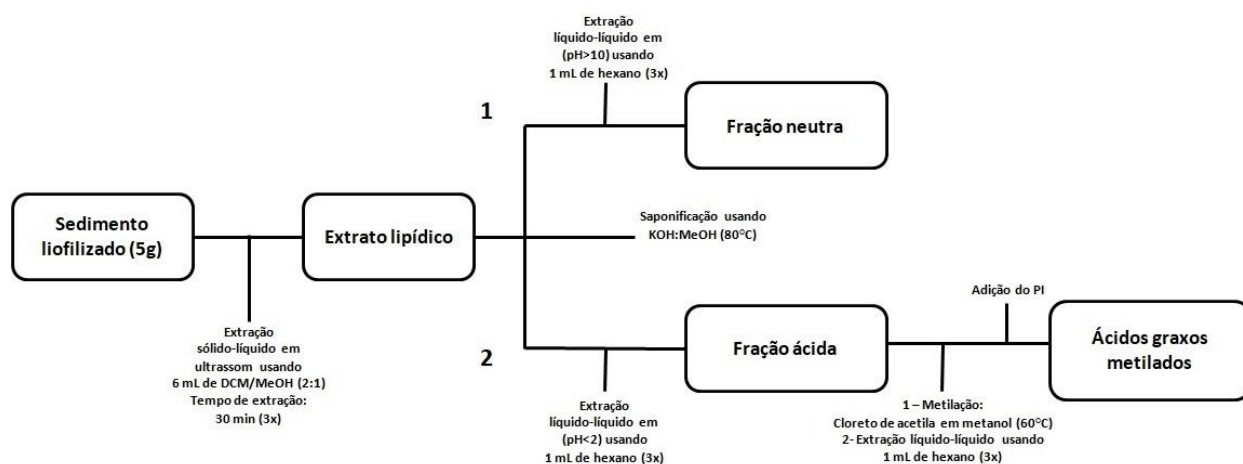 Extração
líquido-líquido em
(pH>10) usando
1 mL de hexano (3x)
1
Fração neutra
Sedimento
liofilizado (5g)
Extrato lipídico
Saponificação usando
KOH:MeOH (80°C)
Extração
sólido-líquido em
ultrassom usando
6 mL de DCM/MeOH (2:1)
Tempo de extração:
30 min (3x)
2
Extração
líquido-líquido em
(pH<2) usando
1 mL de hexano (3x)
Fração ácida
Adição do PI
1 – Metilação:
Cloreto de acetila em metanol (60°C)
2- Extração líquido-líquido usando
1 mL de hexano (3x)
Ácidos graxos
metilados